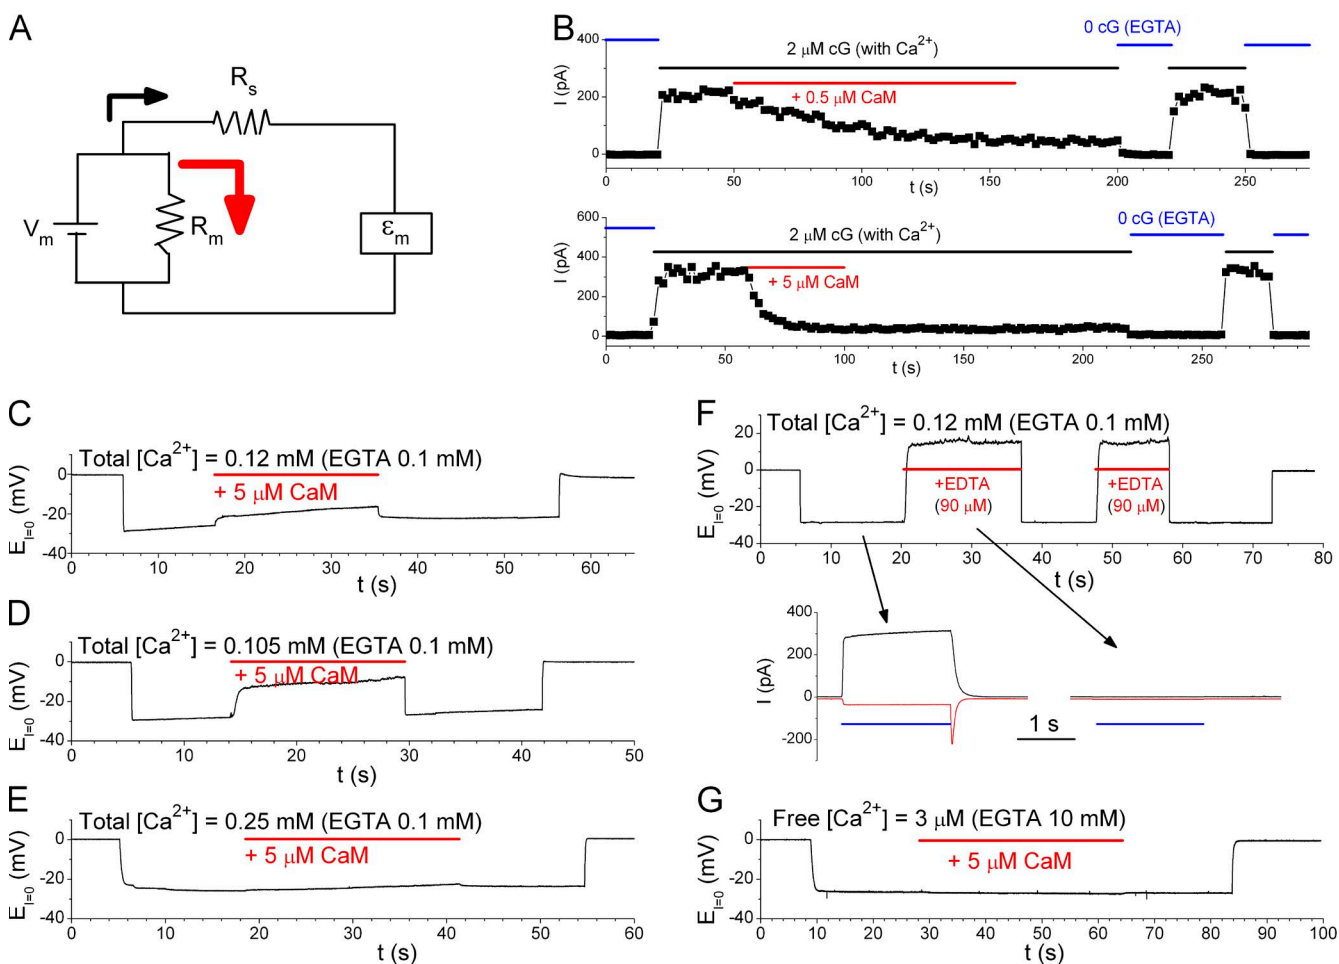 A
R_s
V_m
R_m
ε_m
B
0 cG (EGTA)
2 μM cG (with Ca²⁺)
+ 0.5 μM CaM
I (pA)
400
200
0
0 50 100 150 200 250
t (s)
0 cG (EGTA)
2 μM cG (with Ca²⁺)
+ 5 μM CaM
I (pA)
600
400
200
0
0 50 100 150 200 250
t (s)
C
Total [Ca²⁺] = 0.12 mM (EGTA 0.1 mM)
+ 5 μM CaM
E_I=0 (mV)
0
-20
-40
0 10 20 30 40 50 60
t (s)
D
Total [Ca²⁺] = 0.105 mM (EGTA 0.1 mM)
+ 5 μM CaM
E_I=0 (mV)
0
-20
-40
0 10 20 30 40 50
t (s)
E
Total [Ca²⁺] = 0.25 mM (EGTA 0.1 mM)
+ 5 μM CaM
E_I=0 (mV)
0
-20
-40
0 10 20 30 40 50 60
t (s)
F
Total [Ca²⁺] = 0.12 mM (EGTA 0.1 mM)
+EDTA
(90 μM)
+EDTA
(90 μM)
E_I=0 (mV)
20
0
-20
-40
0 10 20 30 40 50 60 70 80
t (s)
I (pA)
400
200
0
-200
1 s
G
Free [Ca²⁺] = 3 μM (EGTA 10 mM)
+ 5 μM CaM
E_I=0 (mV)
0
-20
-40
0 10 20 30 40 50 60 70 80 90 100
t (s)